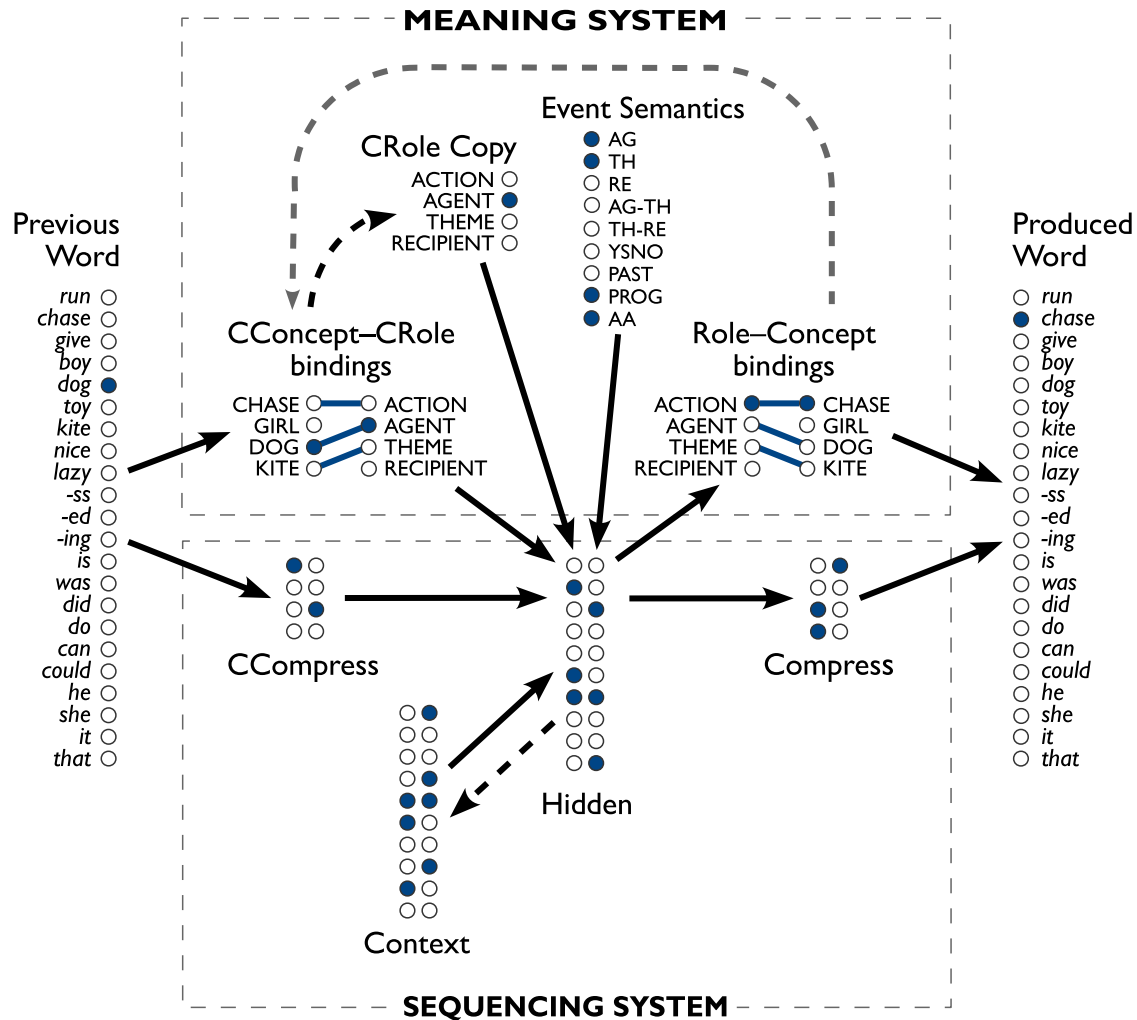 MEANING SYSTEM
Event Semantics
AG
TH
RE
AG-TH
TH-RE
YSNO
PAST
PROG
AA
CRole Copy
ACTION
AGENT
THEME
RECIPIENT
Previous
Word
run
chase
give
boy
dog
toy
kite
nice
lazy
-ss
-ed
-ing
is
was
did
do
can
could
he
she
it
that
CConcept–CRole
bindings
CHASE ACTION
GIRL AGENT
DOG THEME
KITE RECIPIENT
Role–Concept
bindings
ACTION CHASE
AGENT GIRL
THEME DOG
RECIPIENT KITE
Produced
Word
run
chase
give
boy
dog
toy
kite
nice
lazy
-ss
-ed
-ing
is
was
did
do
can
could
he
she
it
that
CCompress
Compress
Hidden
Context
SEQUENCING SYSTEM